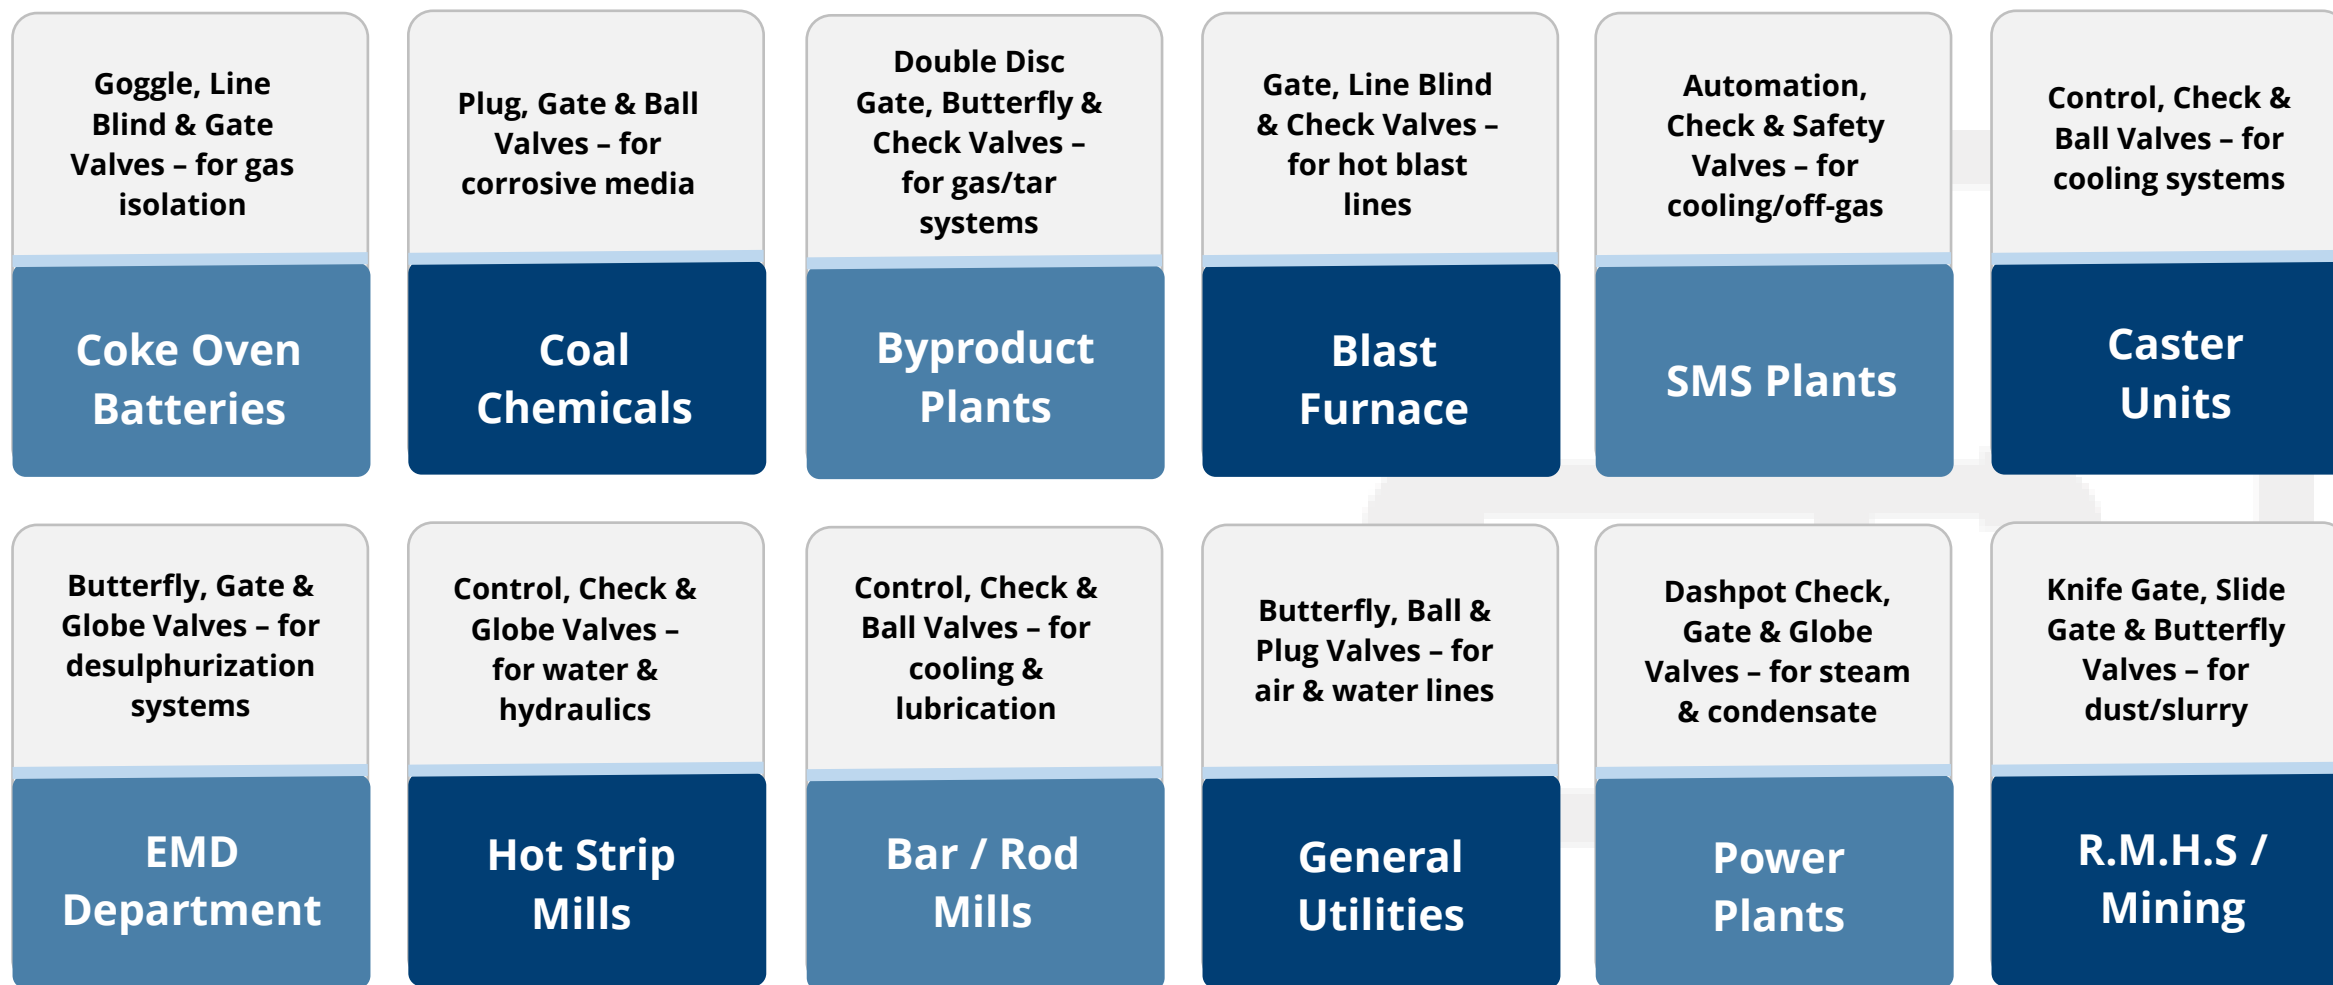 Goggle, Line
Blind & Gate
Valves – for gas
isolation
Coke Oven
Batteries
Plug, Gate & Ball
Valves – for
corrosive media
Coal
Chemicals
Double Disc
Gate, Butterfly &
Check Valves –
for gas/tar
systems
Byproduct
Plants
Gate, Line Blind
& Check Valves –
for hot blast
lines
Blast
Furnace
Automation,
Check & Safety
Valves – for
cooling/off-gas
SMS Plants
Control, Check &
Ball Valves – for
cooling systems
Caster
Units
Butterfly, Gate &
Globe Valves – for
desulphurization
systems
EMD
Department
Control, Check &
Globe Valves –
for water &
hydraulics
Hot Strip
Mills
Control, Check &
Ball Valves – for
cooling &
lubrication
Bar / Rod
Mills
Butterfly, Ball &
Plug Valves – for
air & water lines
General
Utilities
Dashpot Check,
Gate & Globe
Valves – for steam
& condensate
Power
Plants
Knife Gate, Slide
Gate & Butterfly
Valves – for
dust/slurry
R.M.H.S /
Mining